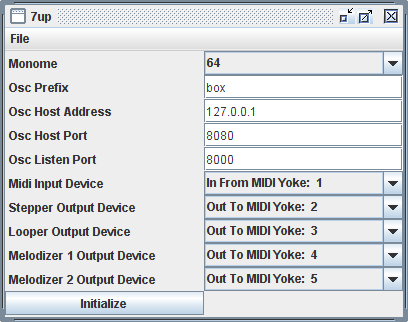 7up
File
Monome 64
Osc Prefix box
Osc Host Address 127.0.0.1
Osc Host Port 8080
Osc Listen Port 8000
Midi Input Device In From MIDI Yoke: 1
Stepper Output Device Out To MIDI Yoke: 2
Looper Output Device Out To MIDI Yoke: 3
Melodizer 1 Output Device Out To MIDI Yoke: 4
Melodizer 2 Output Device Out To MIDI Yoke: 5
Initialize